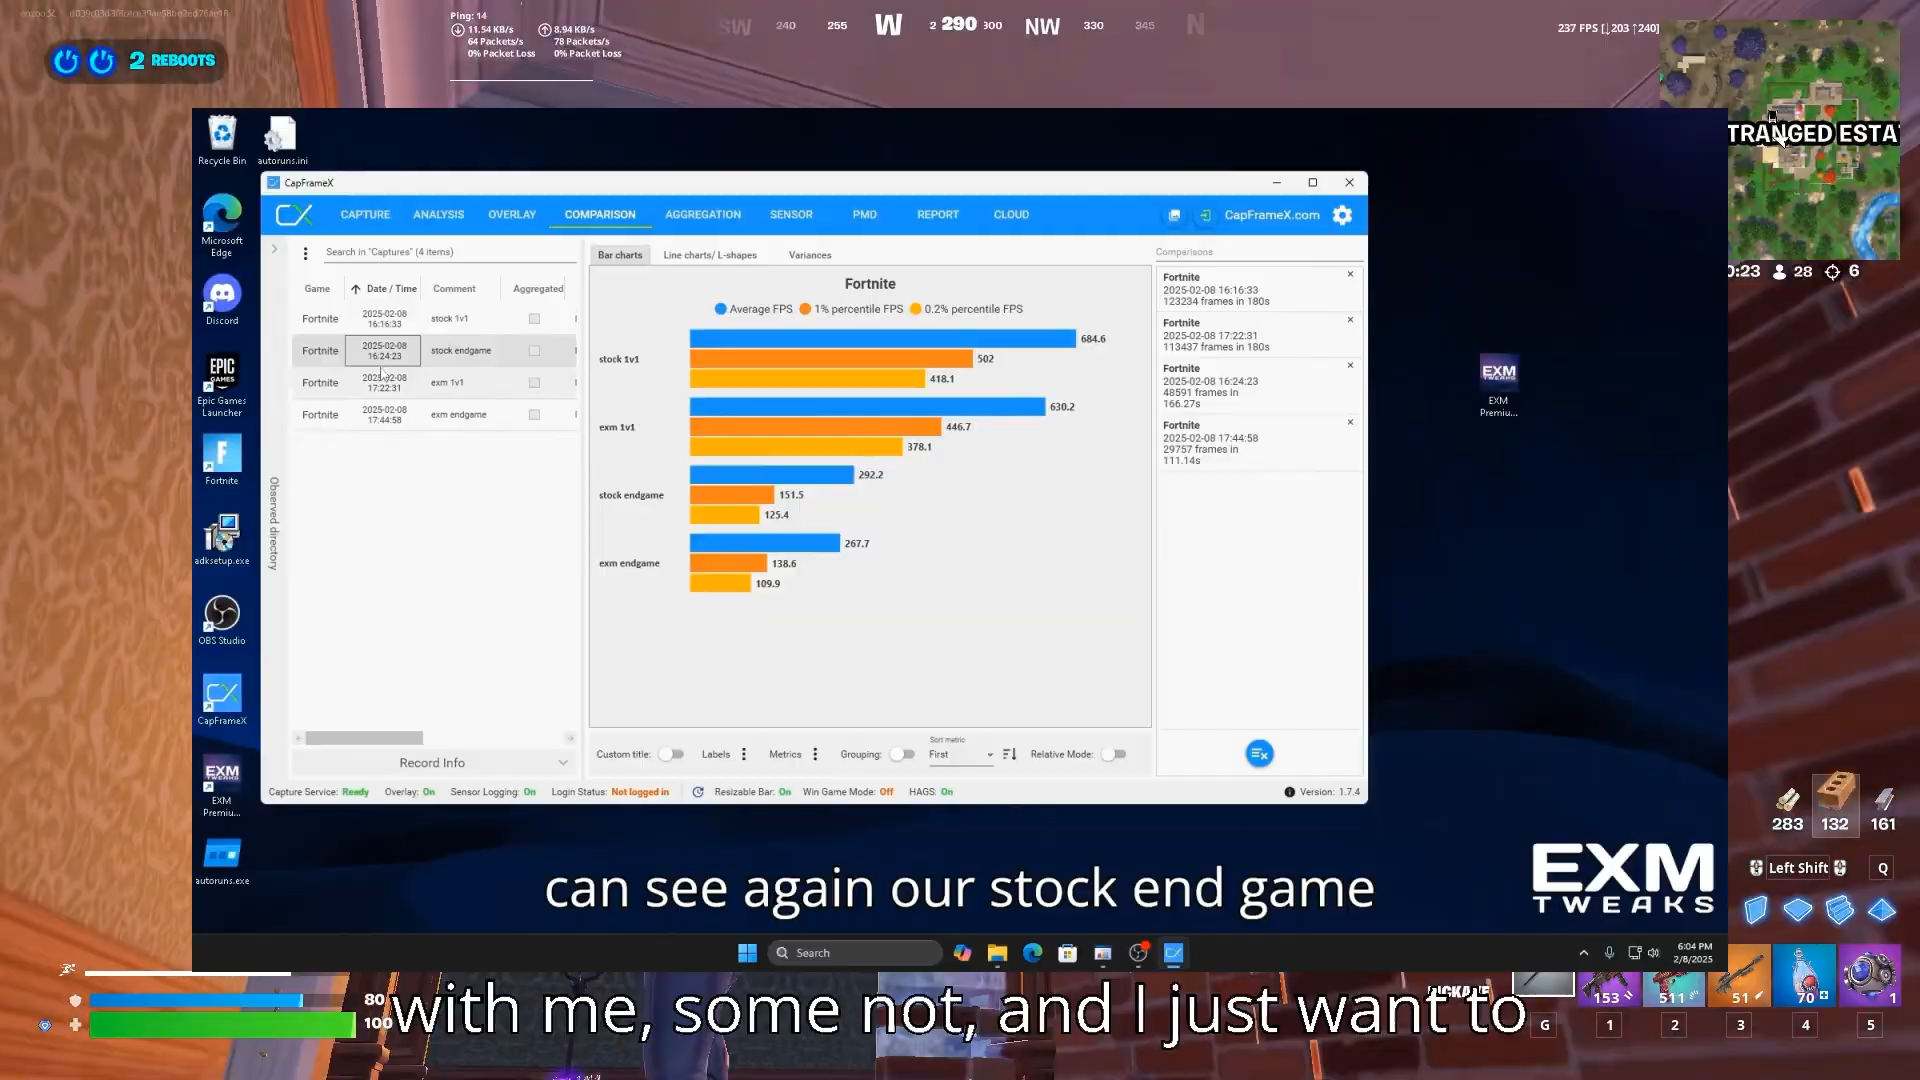 Ping: 14
11.54 KB/s 8.94 KB/s
64 Packets/s 78 Packets/s
0% Packet Loss 0% Packet Loss
SW 240 255 W 2 290 300 NW 330 345 N
237 FPS [↓203 ↑240]
2 REBOOTS
TRANGED ESTA
0:23 28 6
Recycle Bin
autoruns.ini
Microsoft Edge
Discord
Epic Games Launcher
Fortnite
adksetup.exe
OBS Studio
CapFrameX
EXM Premiu...
autoruns.exe
CapFrameX
CX CAPTURE ANALYSIS OVERLAY COMPARISON AGGREGATION SENSOR PMD REPORT CLOUD CapFrameX.com
Search in "Captures" (4 items)
Game Date / Time Comment Aggregated
Fortnite 2025-02-08 16:16:33 stock 1v1
Fortnite 2025-02-08 16:24:23 stock endgame
Fortnite 2025-02-08 17:22:31 exm 1v1
Fortnite 2025-02-08 17:44:58 exm endgame
Observed directory
Record Info
Bar charts Line charts/ L-shapes Variances
Fortnite
Average FPS 1% percentile FPS 0.2% percentile FPS
stock 1v1
684.6
502
418.1
exm 1v1
630.2
446.7
378.1
stock endgame
292.2
151.5
125.4
exm endgame
267.7
138.6
109.9
Custom title: Labels Metrics Grouping: Sort metric First Relative Mode:
Comparisons
Fortnite
2025-02-08 16:16:33
123234 frames in 180s
Fortnite
2025-02-08 17:22:31
113437 frames in 180s
Fortnite
2025-02-08 16:24:23
48591 frames in
166.27s
Fortnite
2025-02-08 17:44:58
29757 frames in
111.14s
Capture Service: Ready Overlay: On Sensor Logging: On Login Status: Not logged in Resizable Bar: On Win Game Mode: Off HAGS: On Version: 1.7.4
EXM TWEAKS
EXM
Premiu...
can see again our stock end game
EXM
TWEAKS
Search
6:04 PM
2/8/2025
283 132 161
Left Shift Q
80
100
with me, some not, and I just want to
PICKAXE
153 511 51 70 1
G 1 2 3 4 5